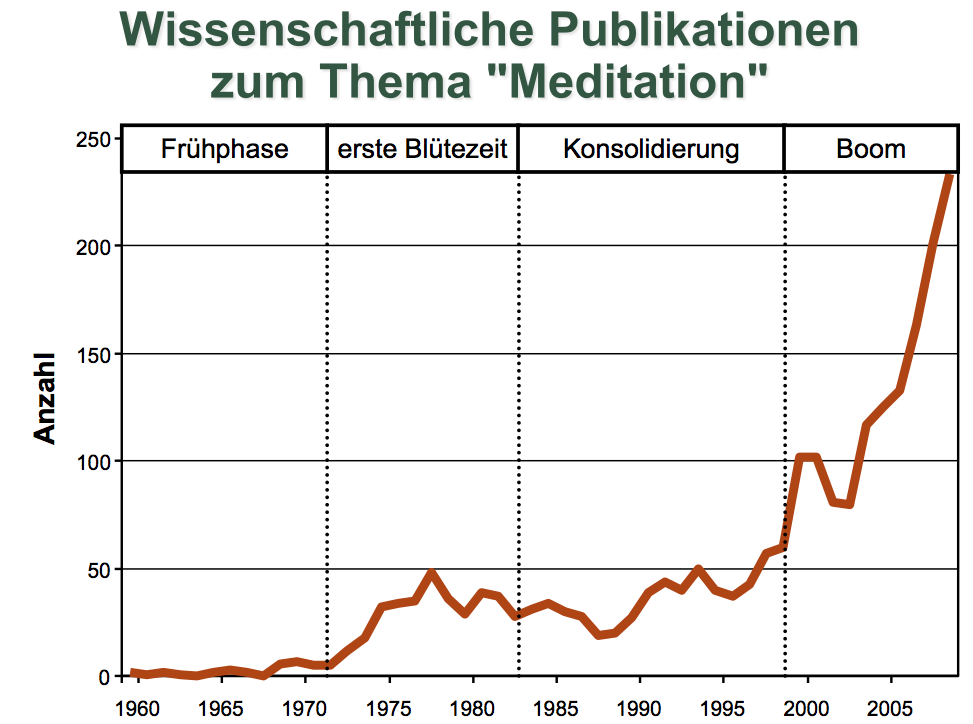 Wissenschaftliche Publikationen
zum Thema "Meditation"
Frühphase
erste Blütezeit
Konsolidierung
Boom
Anzahl
250
200
150
100
50
0
1960
1965
1970
1975
1980
1985
1990
1995
2000
2005